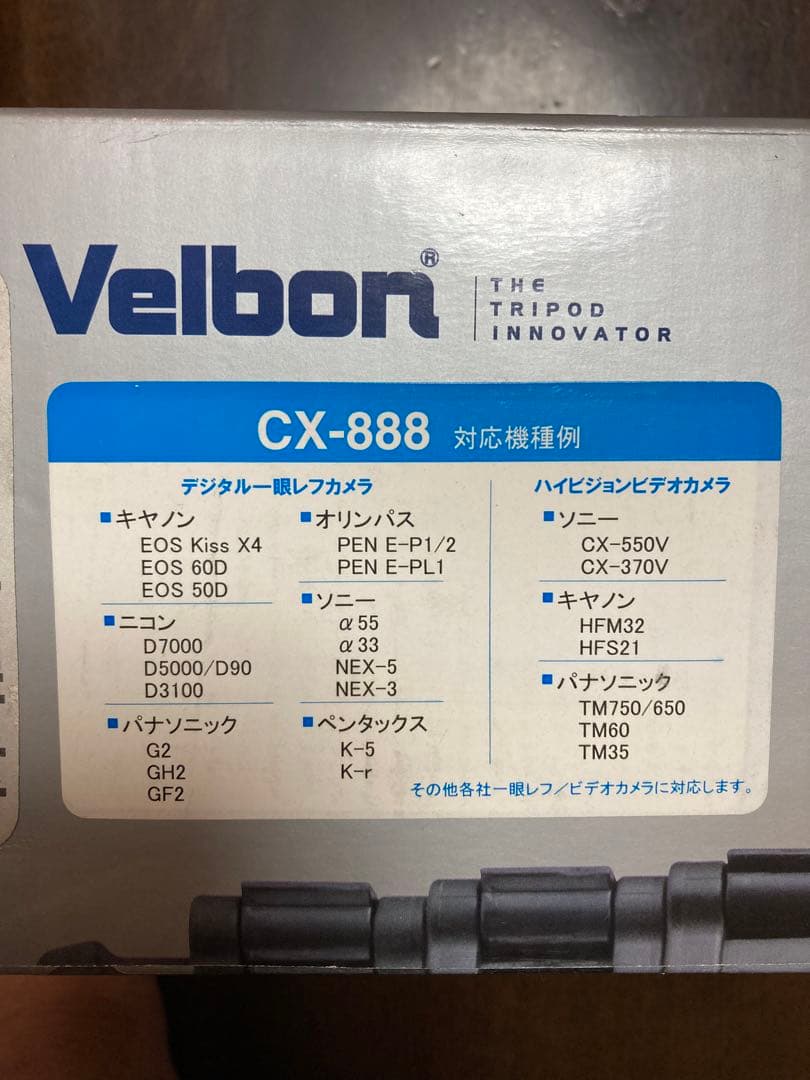 Velbon®
THE
TRIPOD
INNOVATOR
CX-888 対応機種例
デジタル一眼レフカメラ
■キヤノン
EOS Kiss X4
EOS 60D
EOS 50D
■ニコン
D7000
D5000/D90
D3100
■パナソニック
G2
GH2
GF2
■オリンパス
PEN E-P1/2
PEN E-PL1
■ソニー
α55
α33
NEX-5
NEX-3
■ペンタックス
K-5
K-r
ハイビジョンビデオカメラ
■ソニー
CX-550V
CX-370V
■キヤノン
HFM32
HFS21
■パナソニック
TM750/650
TM60
TM35
その他各社一眼レフ/ビデオカメラに対応します。